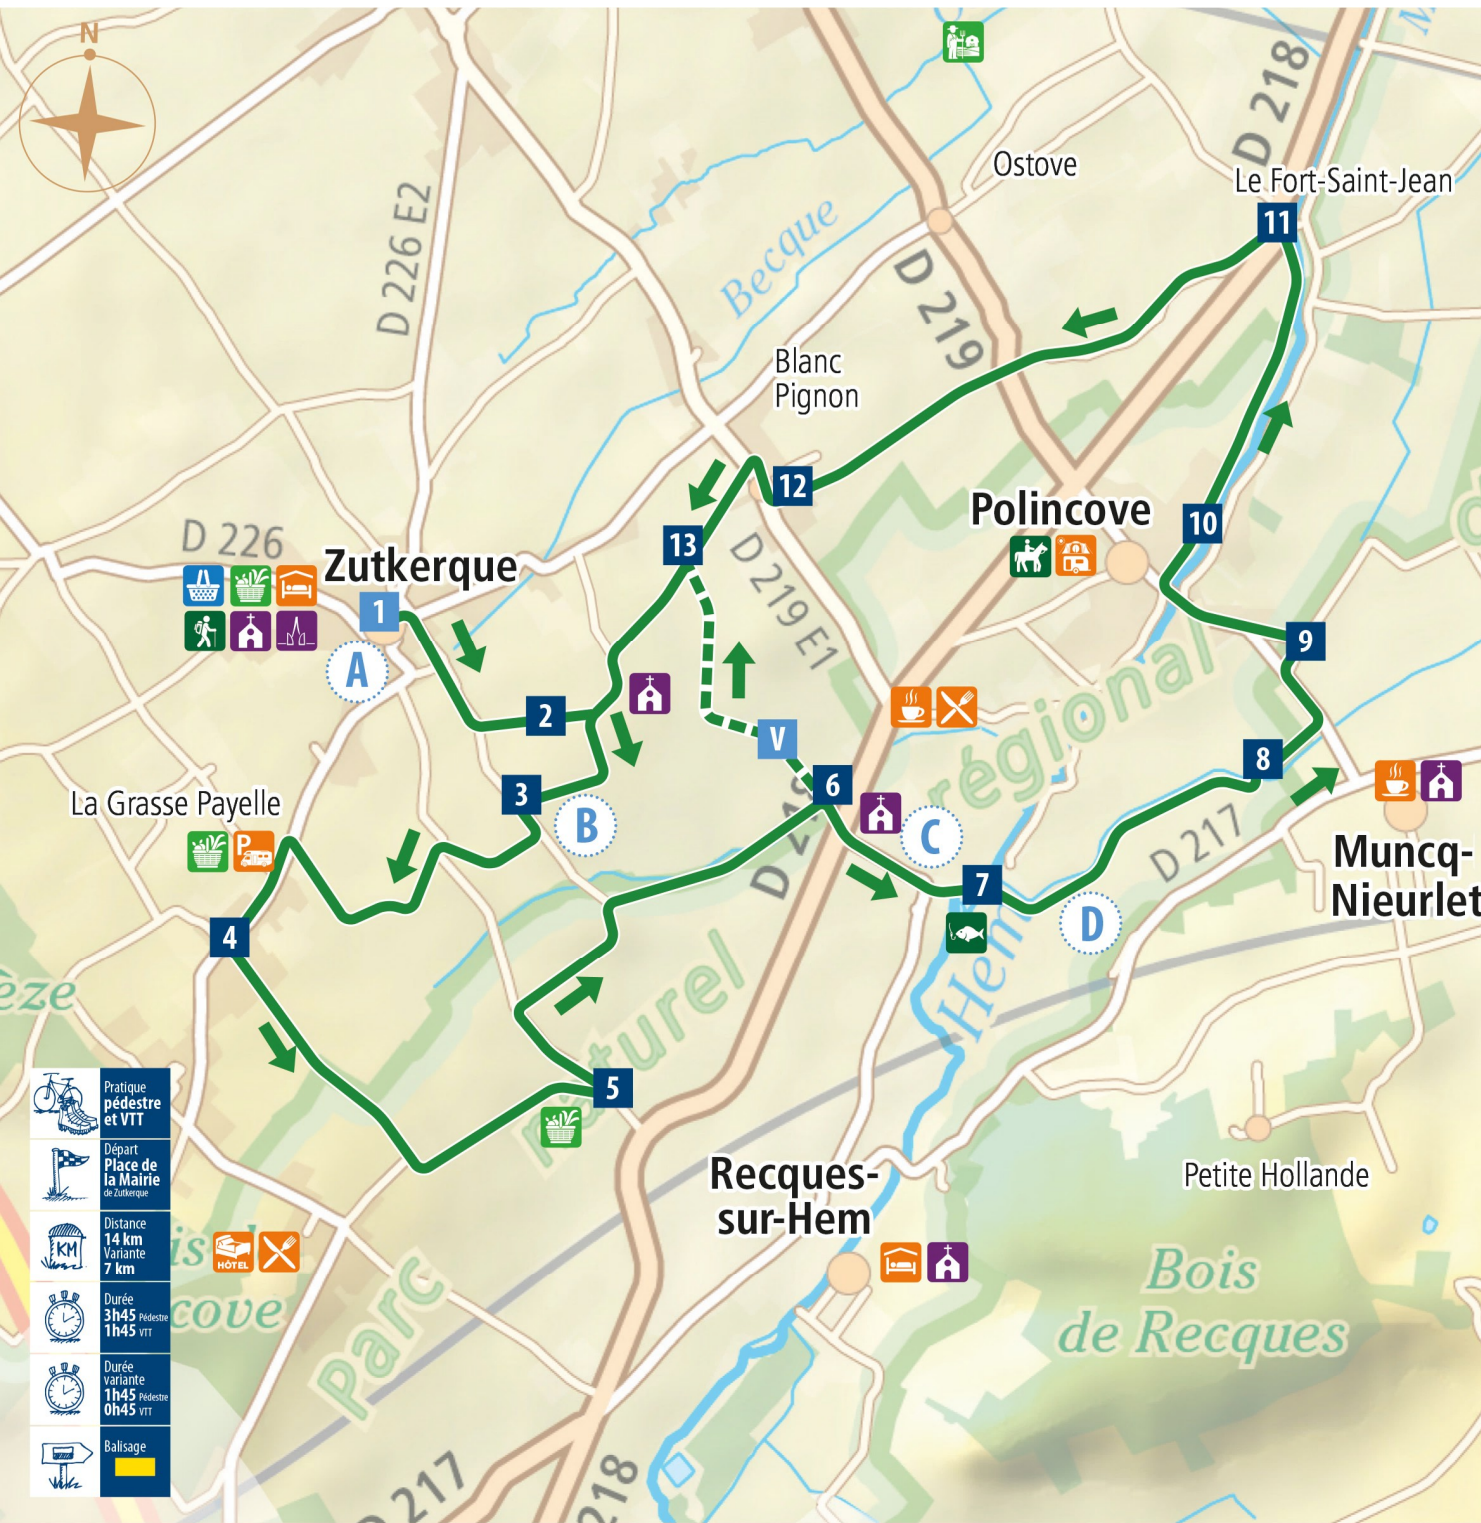 N
D 218
Ostove
Le Fort-Saint-Jean
11
D 226 E2
Becque
D 219
Blanc
Pignon
12
Polincove
10
13
D 226
Zutkerque
1
A
D 219 E1
9
régional
2
V
8
3
6
La Grasse Payelle
P
B
C
D 217
Muncq-
Nieurlet
7
D
4
Hem
naturel
5
Recques-
sur-Hem
Petite Hollande
HÔTEL
Parc
Bois
de Recques
D 217
218
Pratique
pédestre
et VTT
Départ
Place de
la Mairie
de Zutkerque
KM
Distance
14 km
Variante
7 km
Durée
3h45 Pédestre
1h45 VTT
Durée
variante
1h45 Pédestre
0h45 VTT
Balisage